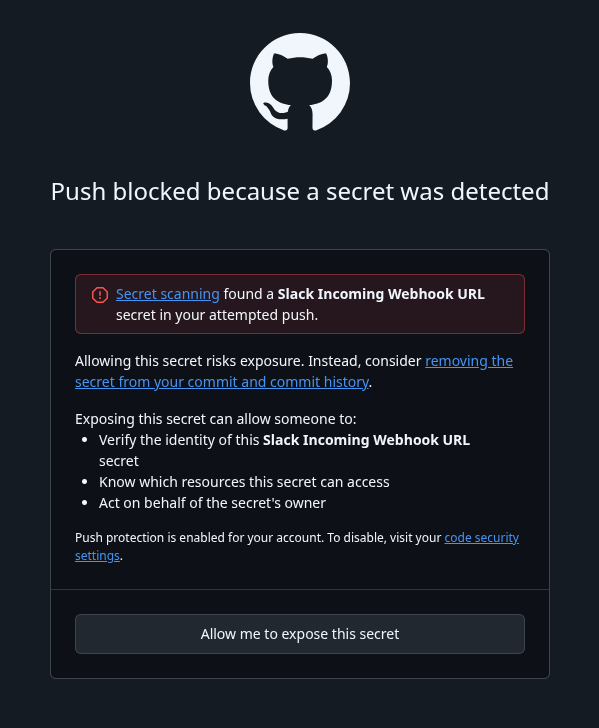 Push blocked because a secret was detected
Secret scanning found a Slack Incoming Webhook URL
secret in your attempted push.
Allowing this secret risks exposure. Instead, consider removing the
secret from your commit and commit history.
Exposing this secret can allow someone to:
• Verify the identity of this Slack Incoming Webhook URL
secret
• Know which resources this secret can access
• Act on behalf of the secret's owner
Push protection is enabled for your account. To disable, visit your code security
settings.
Allow me to expose this secret